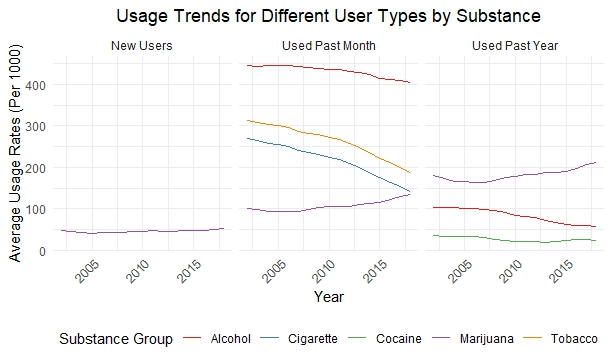 Usage Trends for Different User Types by Substance
New Users Used Past Month Used Past Year
Average Usage Rates (Per 1000)
400
300
200
100
0
2005 2010 2015 2005 2010 2015 2005 2010 2015
Year
Substance Group Alcohol Cigarette Cocaine Marijuana Tobacco